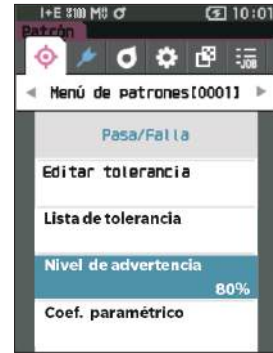 I+E 10:01
Patrón
-JOB
Menú de patrones[0001]
Pasa/Falla
Editar tolerancia
Lista de tolerancia
Nivel de advertencia
80%
Coef. paramétrico